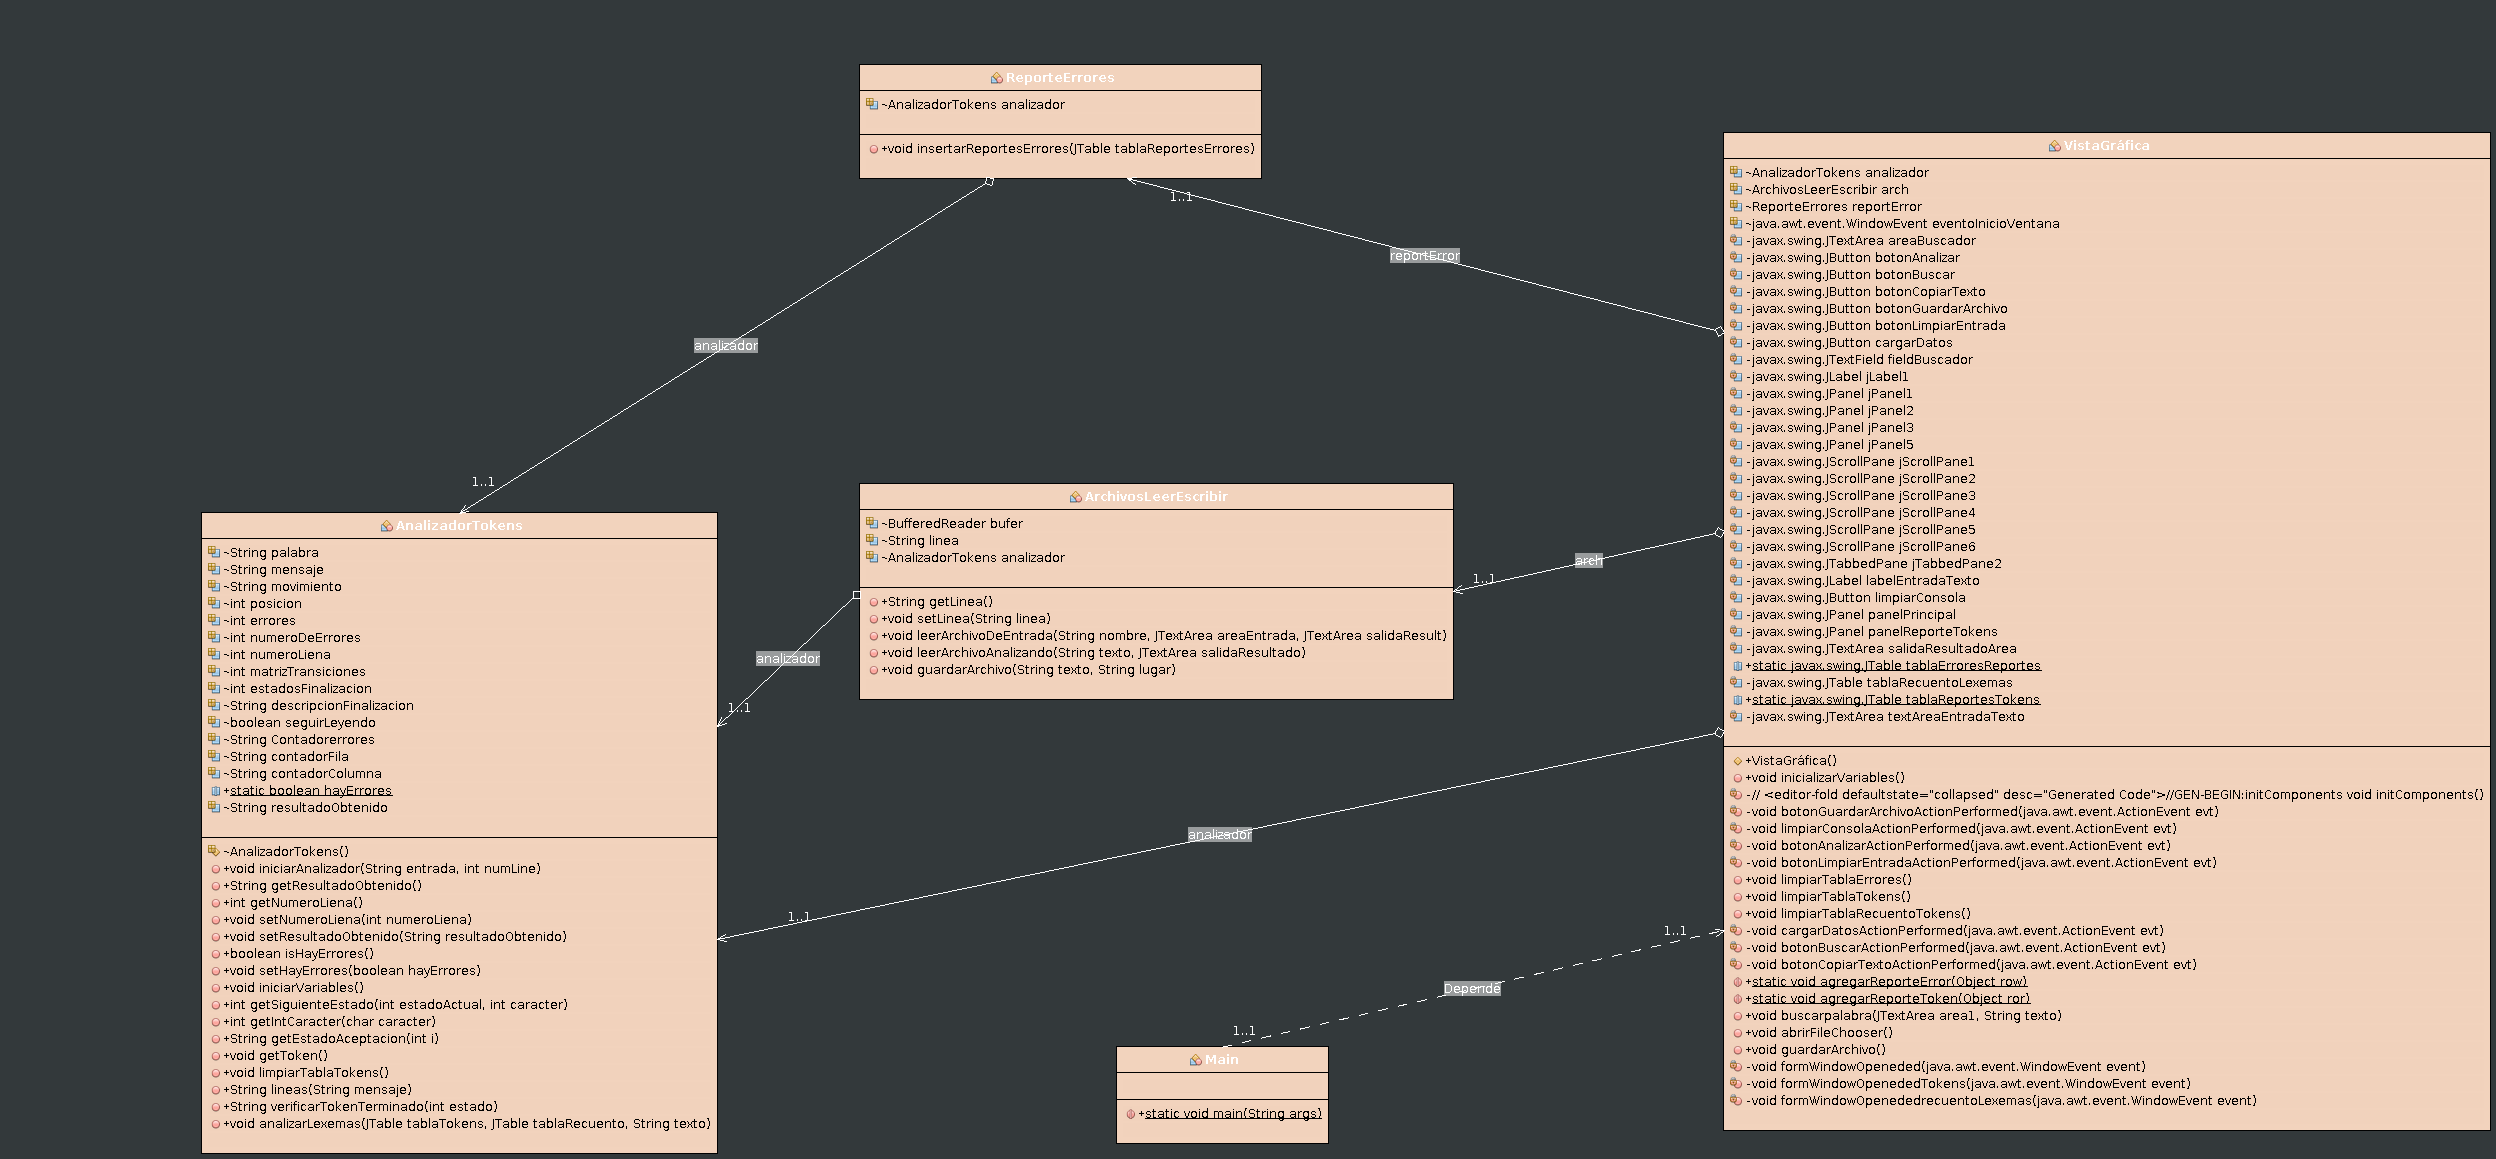 ReporteErrores
~AnalizadorTokens analizador
+void insertarReportesErrores(JTable tablaReportesErrores)
1..1
reportError
analizador
1..1
VistaGráfica
~AnalizadorTokens analizador
~ArchivosLeerEscribir arch
~ReporteErrores reportError
~java.awt.event.WindowEvent eventoInicioVentana
-javax.swing.JTextArea areaBuscador
-javax.swing.JButton botonAnalizar
-javax.swing.JButton botonBuscar
-javax.swing.JButton botonCopiarTexto
-javax.swing.JButton botonGuardarArchivo
-javax.swing.JButton botonLimpiarEntrada
-javax.swing.JButton cargarDatos
-javax.swing.JTextField fieldBuscador
-javax.swing.JLabel jLabel1
-javax.swing.JPanel jPanel1
-javax.swing.JPanel jPanel2
-javax.swing.JPanel jPanel3
-javax.swing.JPanel jPanel5
-javax.swing.JScrollPane jScrollPane1
-javax.swing.JScrollPane jScrollPane2
-javax.swing.JScrollPane jScrollPane3
-javax.swing.JScrollPane jScrollPane4
-javax.swing.JScrollPane jScrollPane5
-javax.swing.JScrollPane jScrollPane6
-javax.swing.JTabbedPane jTabbedPane2
-javax.swing.JLabel labelEntradaTexto
-javax.swing.JButton limpiarConsola
-javax.swing.JPanel panelPrincipal
-javax.swing.JPanel panelReporteTokens
-javax.swing.JTextArea salidaResultadoArea
+static javax.swing.JTable tablaErroresReportes
-javax.swing.JTable tablaRecuentoLexemas
+static javax.swing.JTable tablaReportesTokens
-javax.swing.JTextArea textAreaEntradaTexto
+VistaGráfica()
+void inicializarVariables()
-// <editor-fold defaultstate="collapsed" desc="Generated Code">//GEN-BEGIN:initComponents void initComponents()
-void botonGuardarArchivoActionPerformed(java.awt.event.ActionEvent evt)
-void limpiarConsolaActionPerformed(java.awt.event.ActionEvent evt)
-void botonAnalizarActionPerformed(java.awt.event.ActionEvent evt)
-void botonLimpiarEntradaActionPerformed(java.awt.event.ActionEvent evt)
+void limpiarTablaErrores()
+void limpiarTablaTokens()
+void limpiarTablaRecuentoTokens()
-void cargarDatosActionPerformed(java.awt.event.ActionEvent evt)
-void botonBuscarActionPerformed(java.awt.event.ActionEvent evt)
-void botonCopiarTextoActionPerformed(java.awt.event.ActionEvent evt)
+static void agregarReporteError(Object row)
+static void agregarReporteToken(Object ror)
+void buscarpalabra(JTextArea area1, String texto)
+void abrirFileChooser()
+void guardarArchivo()
-void formWindowOpeneded(java.awt.event.WindowEvent event)
-void formWindowOpenededTokens(java.awt.event.WindowEvent event)
-void formWindowOpenededrecuentoLexemas(java.awt.event.WindowEvent event)
ArchivosLeerEscribir
~BufferedReader bufer
~String linea
~AnalizadorTokens analizador
+String getLinea()
+void setLinea(String linea)
+void leerArchivoDeEntrada(String nombre, JTextArea areaEntrada, JTextArea salidaResult)
+void leerArchivoAnalizando(String texto, JTextArea salidaResultado)
+void guardarArchivo(String texto, String lugar)
arch
1..1
analizador
1..1
AnalizadorTokens
~String palabra
~String mensaje
~String movimiento
~int posicion
~int errores
~int numeroDeErrores
~int numeroLiena
~int matrizTransiciones
~int estadosFinalizacion
~String descripcionFinalizacion
~boolean seguirLeyendo
~String Contadorerrores
~String contadorFila
~String contadorColumna
+static boolean hayErrores
~String resultadoObtenido
~AnalizadorTokens()
+void iniciarAnalizador(String entrada, int numLine)
+String getResultadoObtenido()
+int getNumeroLiena()
+void setNumeroLiena(int numeroLiena)
+void setResultadoObtenido(String resultadoObtenido)
+boolean isHayErrores()
+void setHayErrores(boolean hayErrores)
+void iniciarVariables()
+int getSiguienteEstado(int estadoActual, int caracter)
+int getIntCaracter(char caracter)
+String getEstadoAceptacion(int i)
+void getToken()
+void limpiarTablaTokens()
+String lineas(String mensaje)
+String verificarTokenTerminado(int estado)
+void analizarLexemas(JTable tablaTokens, JTable tablaRecuento, String texto)
analizador
1..1
1..1
Depende
1..1
Main
+static void main(String args)